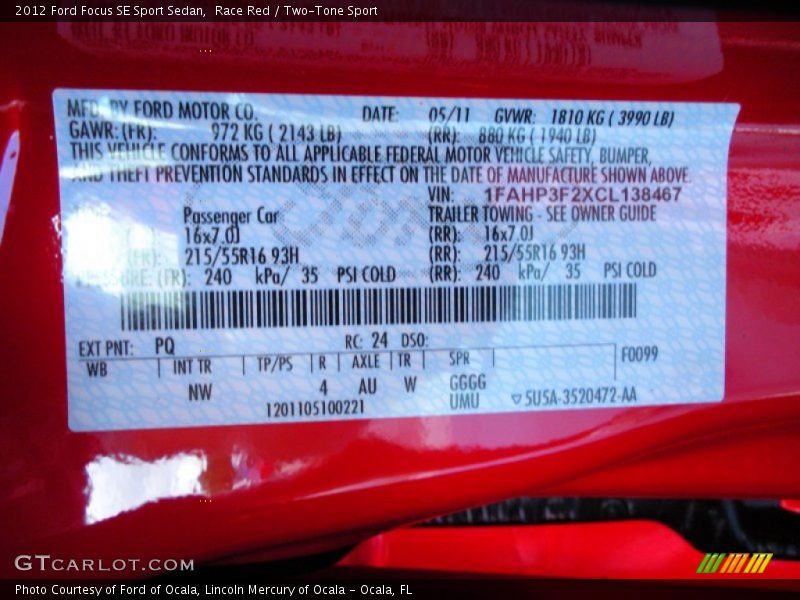 2012 Ford Focus SE Sport Sedan, Race Red / Two-Tone Sport
MFD. BY FORD MOTOR CO. DATE: 05/11 GVWR: 1810 KG ( 3990 LB)
GAWR: (FR): 972 KG ( 2143 LB) (RR): 880 KG ( 1940 LB)
THIS VEHICLE CONFORMS TO ALL APPLICABLE FEDERAL MOTOR VEHICLE SAFETY, BUMPER,
AND THEFT PREVENTION STANDARDS IN EFFECT ON THE DATE OF MANUFACTURE SHOWN ABOVE.
VIN: 1FAHP3F2XCL138467
Passenger Car TRAILER TOWING - SEE OWNER GUIDE
16x7.0J (RR): 16x7.0J
(FR): 215/55R16 93H (RR): 215/55R16 93H
(FR): 240 kPa/ 35 PSI COLD (RR): 240 kPa/ 35 PSI COLD
EXT PNT: PQ RC: 24 DSO:
WB INT TR TP/PS R AXLE TR SPR F0099
NW 4 AU W GGGG
UMU
1201105100221 5U5A-3520472-AA
GTCARLOT.COM
Photo Courtesy of Ford of Ocala, Lincoln Mercury of Ocala - Ocala, FL